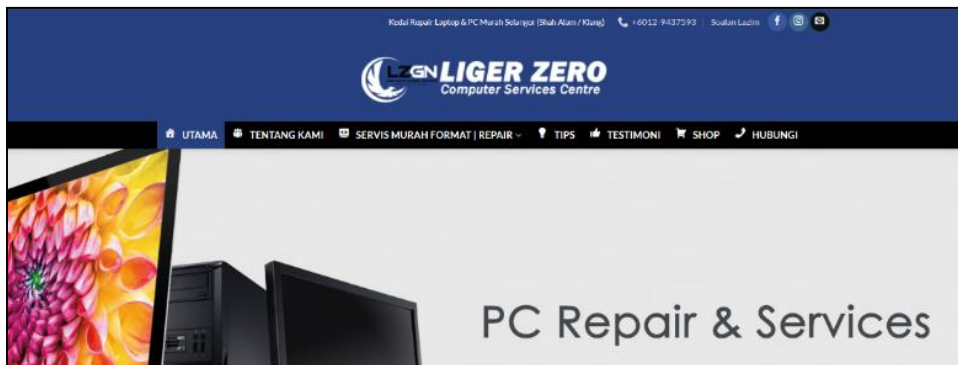 Kedai Repair Laptop & PC Murah Selangor (Shah Alam / Klang) +6012-9437593 | Soalan Lazim
LZGN LIGER ZERO
Computer Services Centre
UTAMA TENTANG KAMI SERVIS MURAH FORMAT | REPAIR TIPS TESTIMONI SHOP HUBUNGI
PC Repair & Services